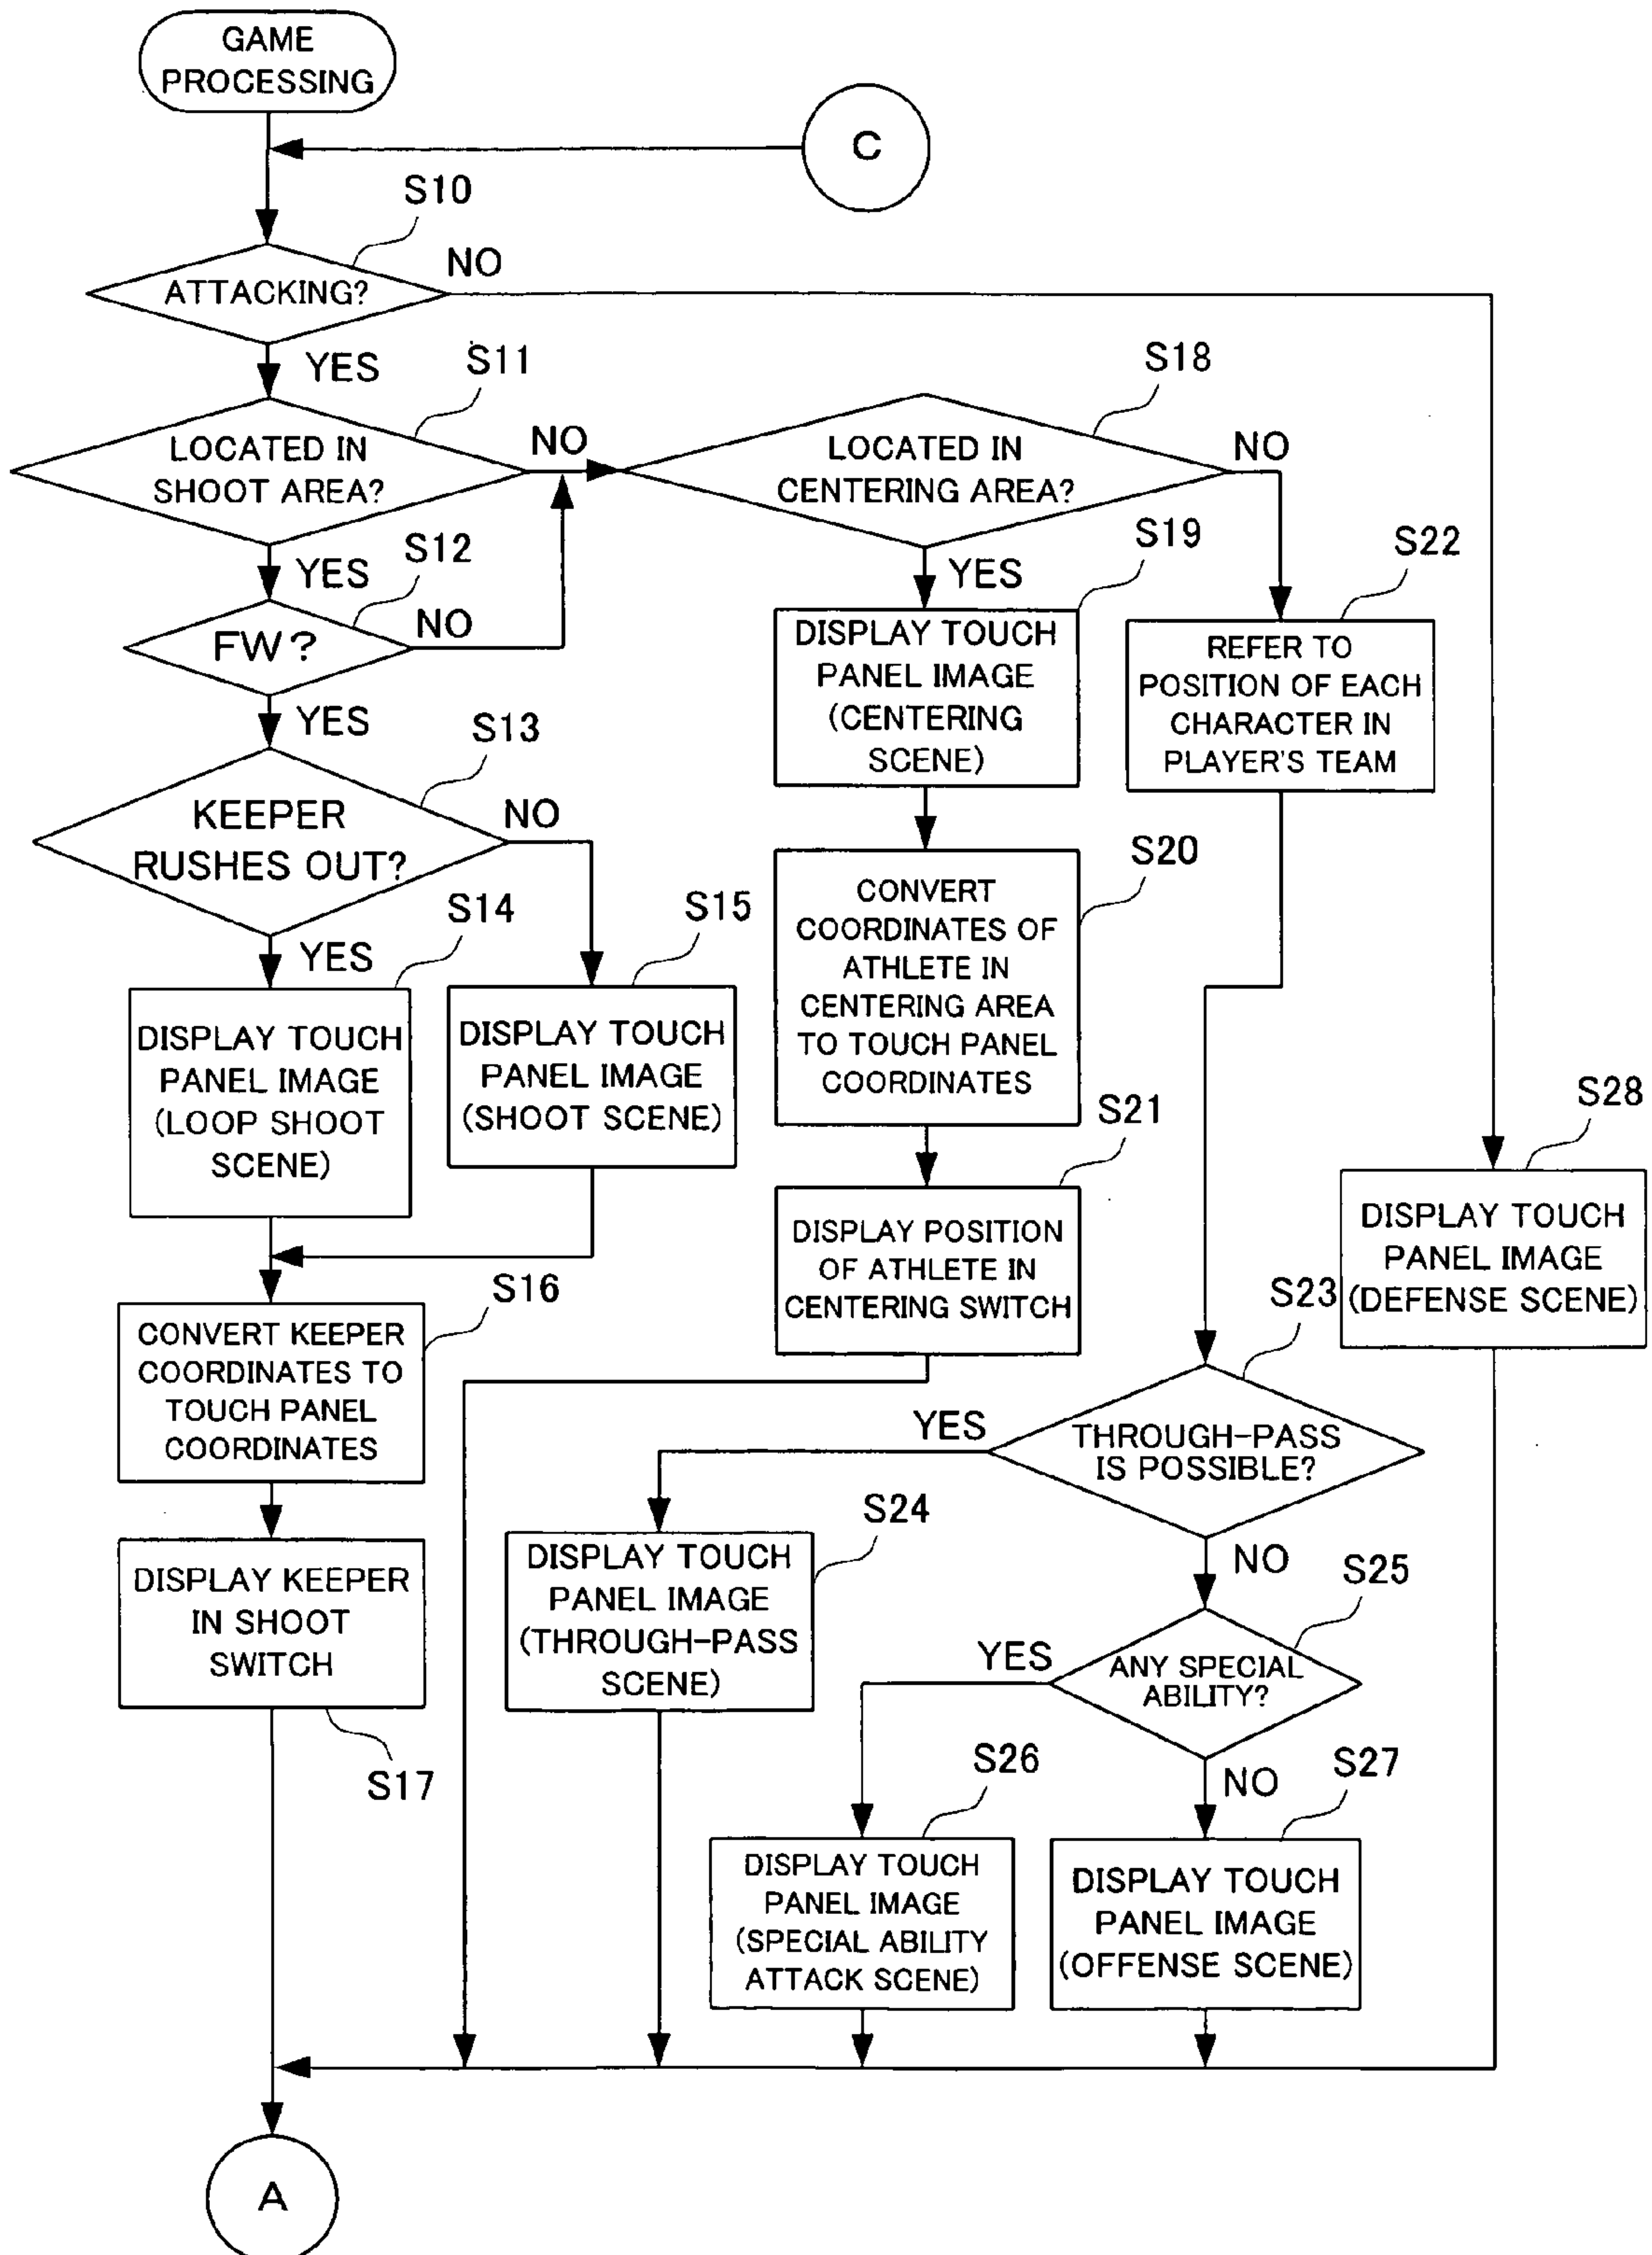 GAME
PROCESSING
C
S10
ATTACKING?
NO
YES
S11
LOCATED IN
SHOOT AREA?
NO
YES
S12
FW?
NO
YES
S13
KEEPER
RUSHES OUT?
NO
YES
S14
DISPLAY TOUCH
PANEL IMAGE
(LOOP SHOOT
SCENE)
S15
DISPLAY TOUCH
PANEL IMAGE
(SHOOT SCENE)
S16
CONVERT KEEPER
COORDINATES TO
TOUCH PANEL
COORDINATES
DISPLAY KEEPER
IN SHOOT
SWITCH
S17
S18
LOCATED IN
CENTERING AREA?
NO
YES
S19
DISPLAY TOUCH
PANEL IMAGE
(CENTERING
SCENE)
S20
CONVERT
COORDINATES OF
ATHLETE IN
CENTERING AREA
TO TOUCH PANEL
COORDINATES
S21
DISPLAY POSITION
OF ATHLETE IN
CENTERING SWITCH
S22
REFER TO
POSITION OF EACH
CHARACTER IN
PLAYER'S TEAM
S23
THROUGH-PASS
IS POSSIBLE?
YES
NO
S24
DISPLAY TOUCH
PANEL IMAGE
(THROUGH-PASS
SCENE)
S25
ANY SPECIAL
ABILITY?
YES
NO
S26
DISPLAY TOUCH
PANEL IMAGE
(SPECIAL ABILITY
ATTACK SCENE)
S27
DISPLAY TOUCH
PANEL IMAGE
(OFFENSE SCENE)
S28
DISPLAY TOUCH
PANEL IMAGE
(DEFENSE SCENE)
A